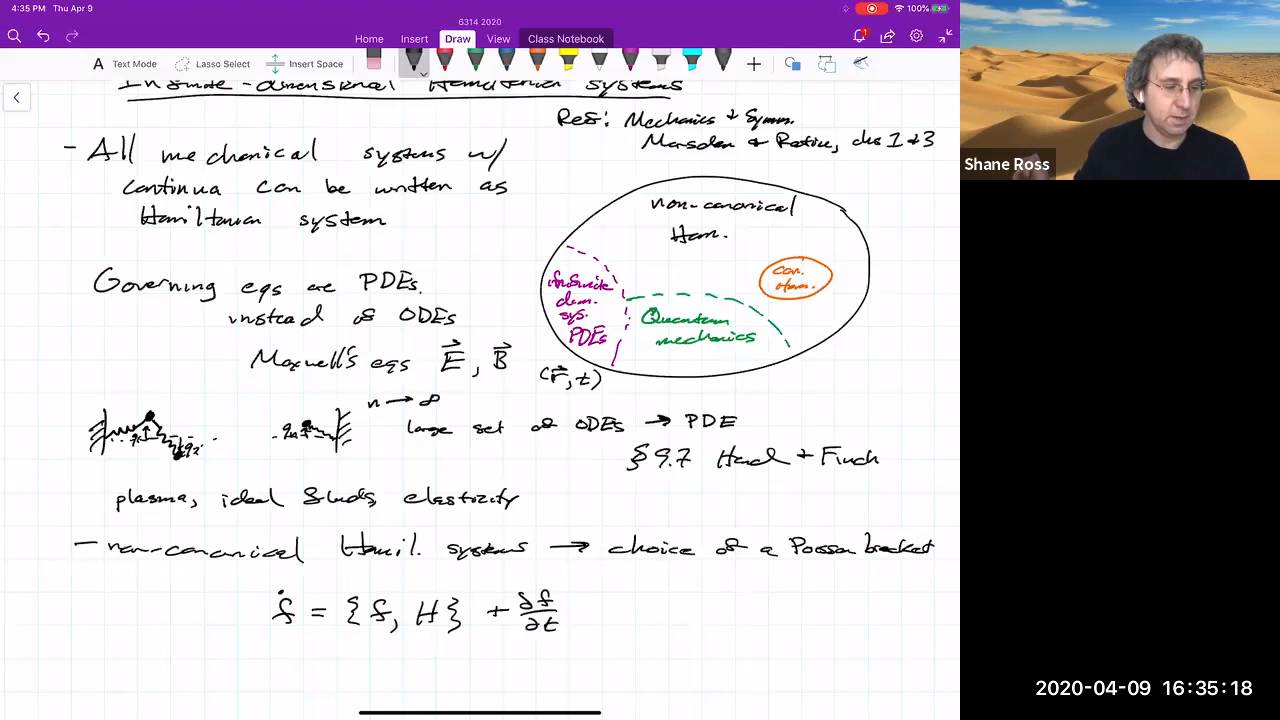 4:35 PM Thu Apr 9
100%
6314 2020
Home Insert Draw View Class Notebook
Text Mode Lasso Select Insert Space
Infinite-dimensional Hamiltonian systems
Ref: Mechanics & Symm.
Marsden & Ratiu, chs 1 & 3
- All mechanical systems w/
continua can be written as
Hamiltonian system
non-canonical
Ham.
can.
Ham.
Infinite
dim.
sys.
PDEs
Quantum
mechanics
Governing eqs are PDEs.
instead of ODEs
Maxwell's eqs E⃗, B⃗
(r⃗, t)
n → ∞
q₁ q₂ qₙ
large set of ODEs → PDE
§9.7 Hand + Finch
plasma, ideal fluids, elasticity
- non-canonical Hamil. systems → choice of a Poisson bracket
ḟ = {f, H} + ∂f/∂t
Shane Ross
2020-04-09 16:35:18